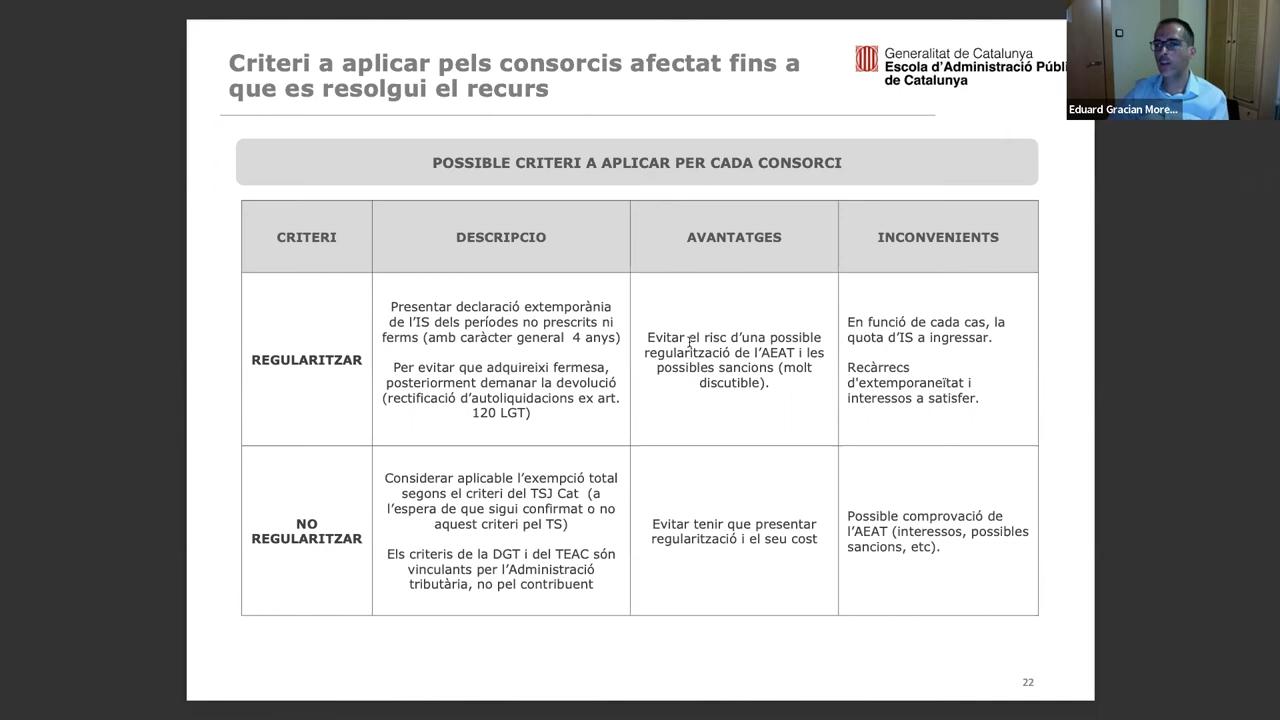 Criteri a aplicar pels consorcis afectat fins a
que es resolgui el recurs
Generalitat de Catalunya
Escola d'Administració Públi
de Catalunya
Eduard Gracian More...
POSSIBLE CRITERI A APLICAR PER CADA CONSORCI
CRITERI
DESCRIPCIO
AVANTATGES
INCONVENIENTS
REGULARITZAR
Presentar declaració extemporània
de l'IS dels períodes no prescrits ni
ferms (amb caràcter general 4 anys)
Per evitar que adquireixi fermesa,
posteriorment demanar la devolució
(rectificació d'autoliquidacions ex art.
120 LGT)
Evitar el risc d'una possible
regularització de l'AEAT i les
possibles sancions (molt
discutible).
En funció de cada cas, la
quota d'IS a ingressar.
Recàrrecs
d'extemporaneïtat i
interessos a satisfer.
NO
REGULARITZAR
Considerar aplicable l'exempció total
segons el criteri del TSJ Cat (a
l'espera de que sigui confirmat o no
aquest criteri pel TS)
Els criteris de la DGT i del TEAC són
vinculants per l'Administració
tributària, no pel contribuent
Evitar tenir que presentar
regularització i el seu cost
Possible comprovació de
l'AEAT (interessos, possibles
sancions, etc).
22